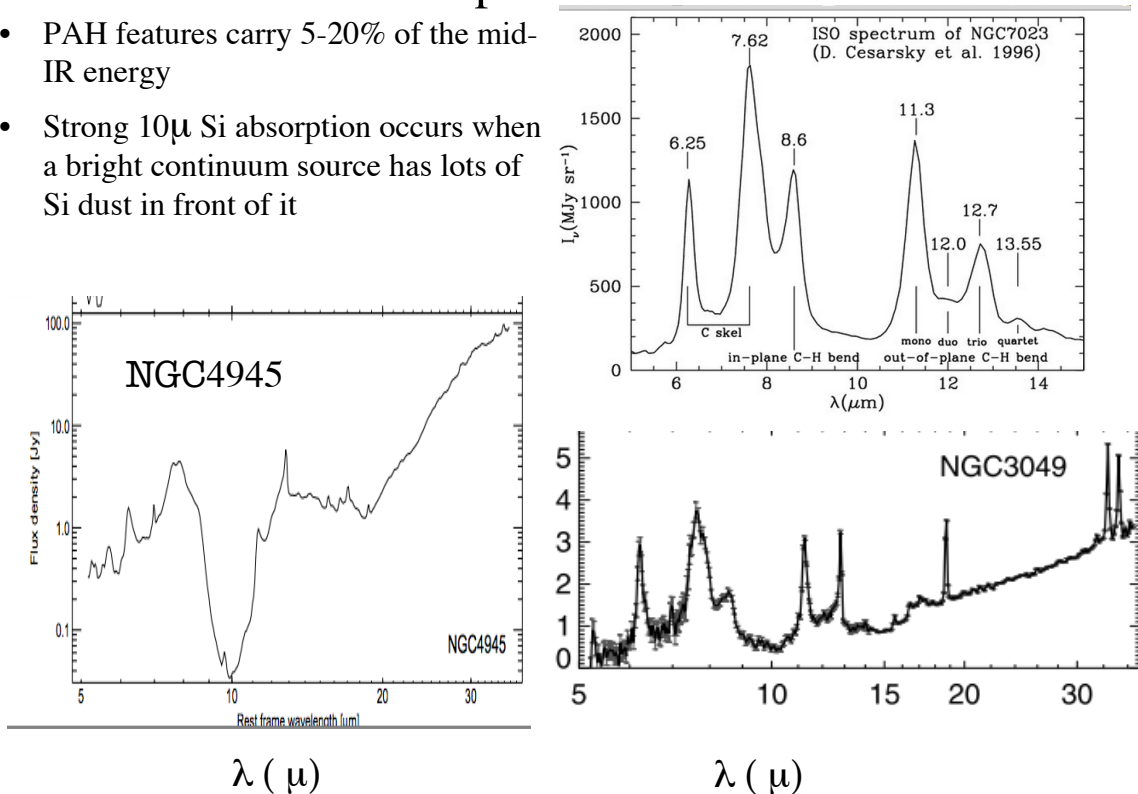 • PAH features carry 5-20% of the mid-
IR energy
• Strong 10μ Si absorption occurs when
a bright continuum source has lots of
Si dust in front of it
ISO spectrum of NGC7023
(D. Cesarsky et al. 1996)
2000
1500
1000
500
0
I_ν(MJy sr⁻¹)
6.25
7.62
8.6
11.3
12.0
12.7
13.55
C skel
in-plane C-H bend
mono duo trio quartet
out-of-plane C-H bend
6 8 10 12 14
λ(μm)
NGC4945
100.0
10.0
1.0
0.1
Flux density [Jy]
NGC4945
5 10 20 30
Rest frame wavelength [um]
λ ( μ)
NGC3049
5
4
3
2
1
0
5 10 15 20 30
λ ( μ)